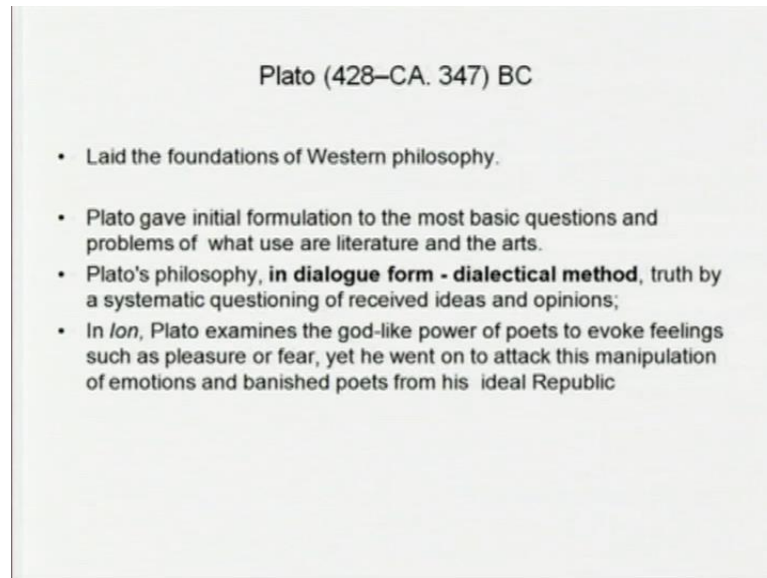 Plato (428–CA. 347) BC
• Laid the foundations of Western philosophy.
• Plato gave initial formulation to the most basic questions and
problems of what use are literature and the arts.
• Plato's philosophy, in dialogue form - dialectical method, truth by
a systematic questioning of received ideas and opinions;
• In Ion, Plato examines the god-like power of poets to evoke feelings
such as pleasure or fear, yet he went on to attack this manipulation
of emotions and banished poets from his ideal Republic